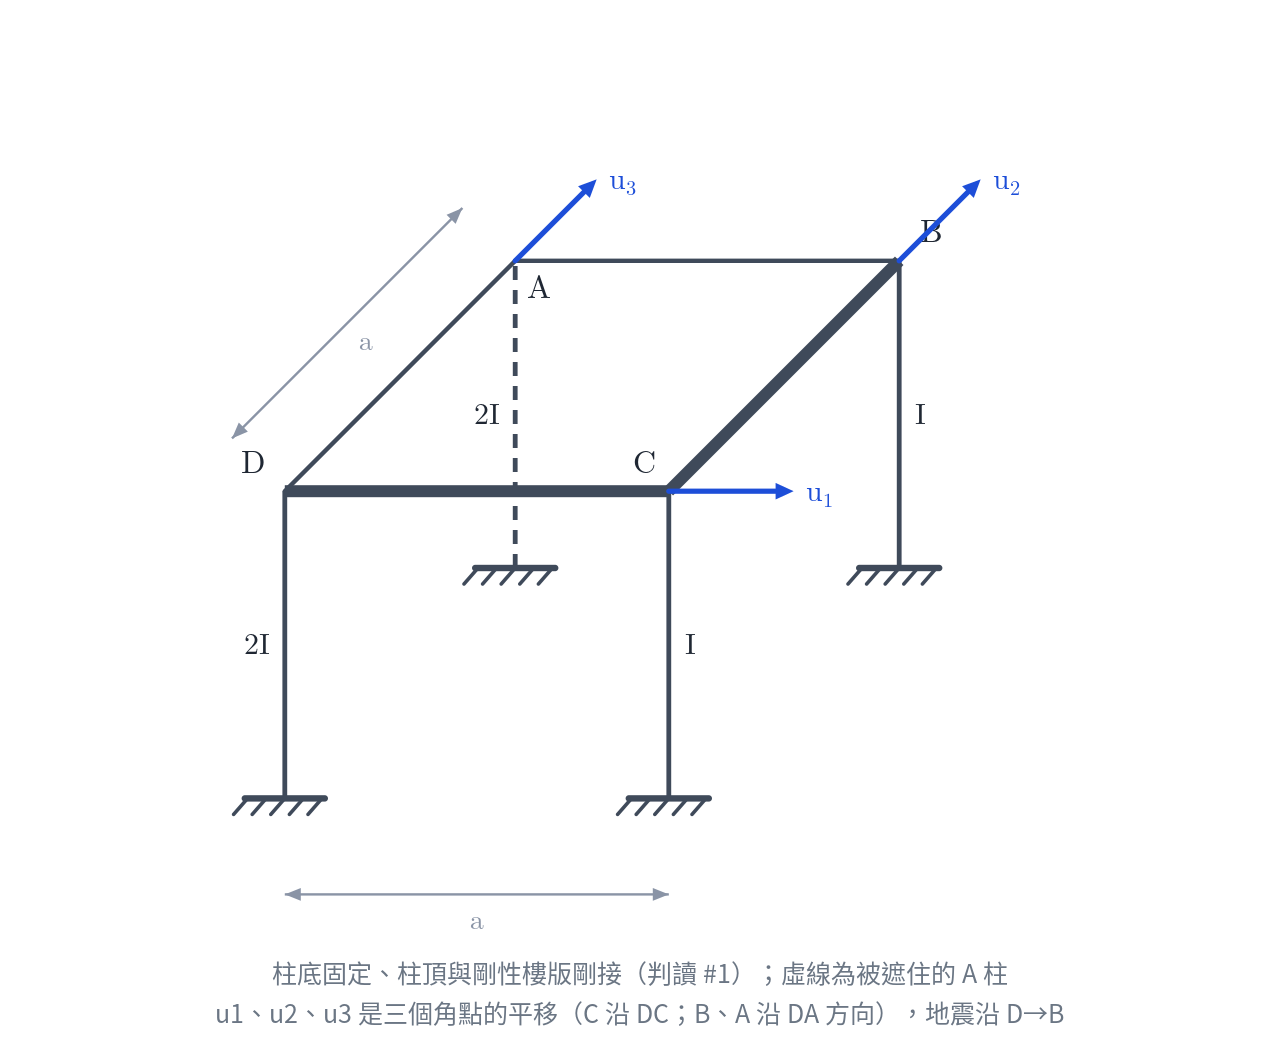 u3
u2
B
A
a
2I
I
D
C
u1
2I
I
a
柱底固定、柱頂與剛性樓版剛接（判讀 #1）；虛線為被遮住的 A 柱
u1、u2、u3 是三個角點的平移（C 沿 DC；B、A 沿 DA 方向），地震沿 D→B